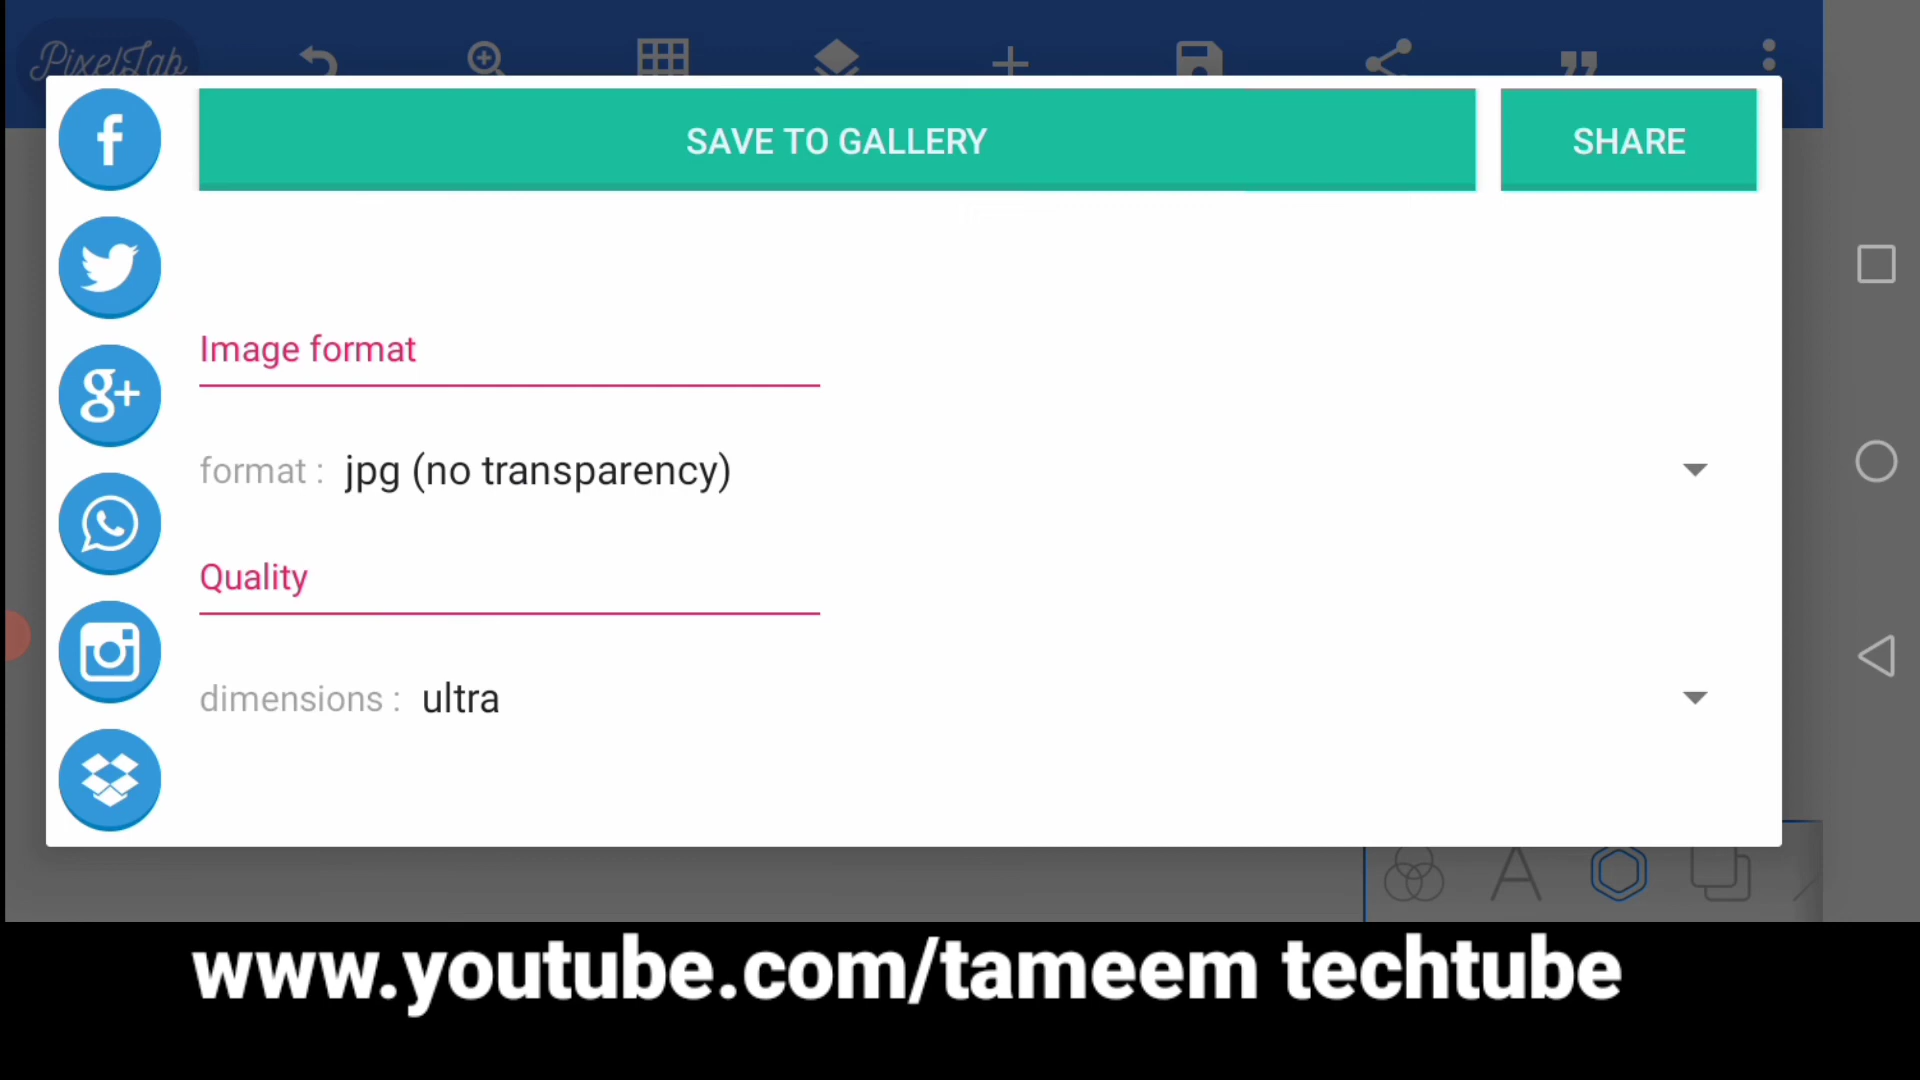 PixelLab
SAVE TO GALLERY
SHARE
Image format
format : jpg (no transparency)
Quality
dimensions : ultra
www.youtube.com/tameem techtube